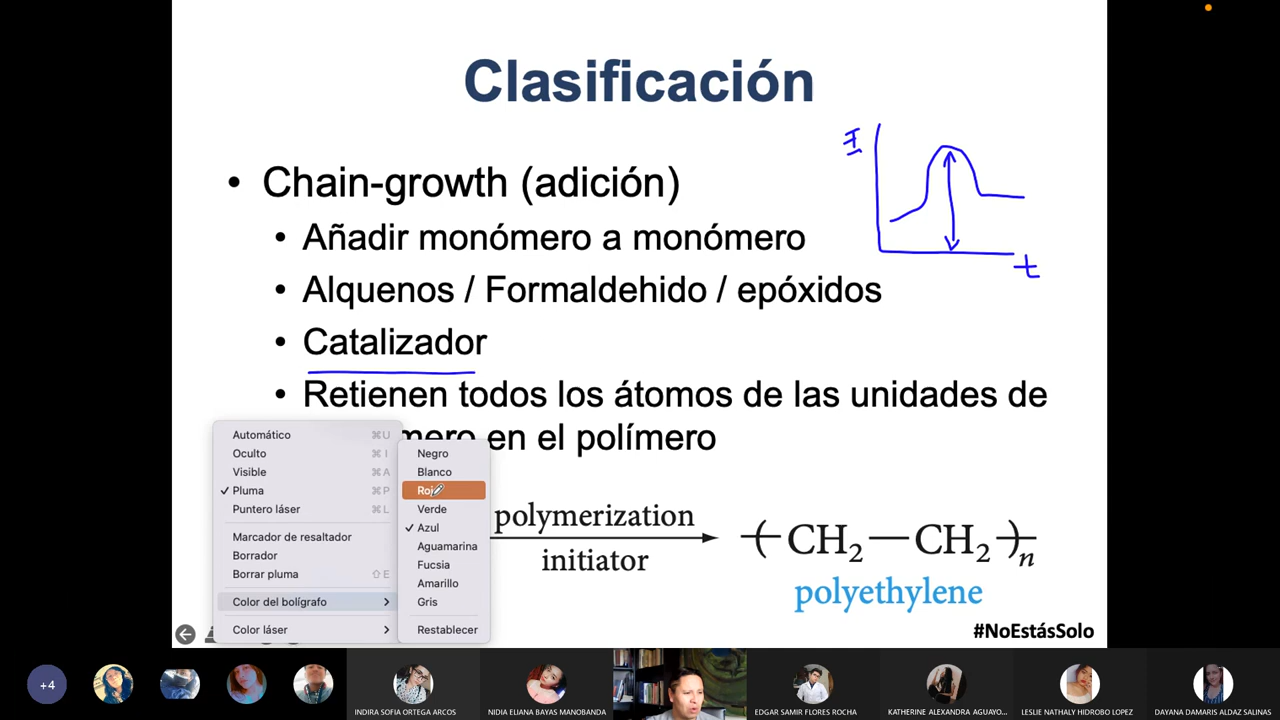 Clasificación
• Chain-growth (adición)
• Añadir monómero a monómero
• Alquenos / Formaldehido / epóxidos
• Catalizador
• Retienen todos los átomos de las unidades de
mero en el polímero
E
t
Automático ⌘U
Oculto ⌘I
Visible ⌘A
✓ Pluma ⌘P
Puntero láser ⌘L
Marcador de resaltador
Borrador
Borrar pluma ⇧E
Color del bolígrafo >
Color láser >
Negro
Blanco
Roj
Verde
✓ Azul
Aguamarina
Fucsia
Amarillo
Gris
Restablecer
polymerization
initiator
(CH₂—CH₂)n
polyethylene
#NoEstásSolo
+4
INDIRA SOFIA ORTEGA ARCOS
NIDIA ELIANA BAYAS MANOBANDA
EDGAR SAMIR FLORES ROCHA
KATHERINE ALEXANDRA AGUAYO...
LESLIE NATHALY HIDROBO LOPEZ
DAYANA DAMARIS ALDAZ SALINAS